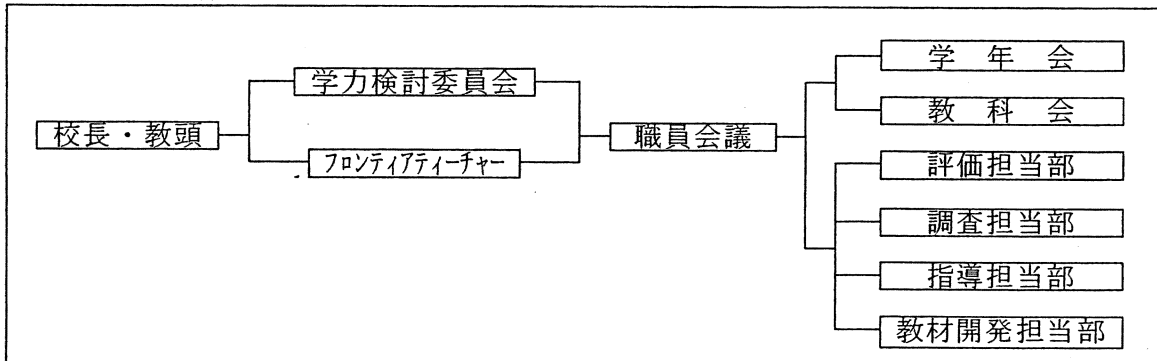 校長・教頭
学力検討委員会
フロンティアティーチャー
職員会議
学年会
教科会
評価担当部
調査担当部
指導担当部
教材開発担当部